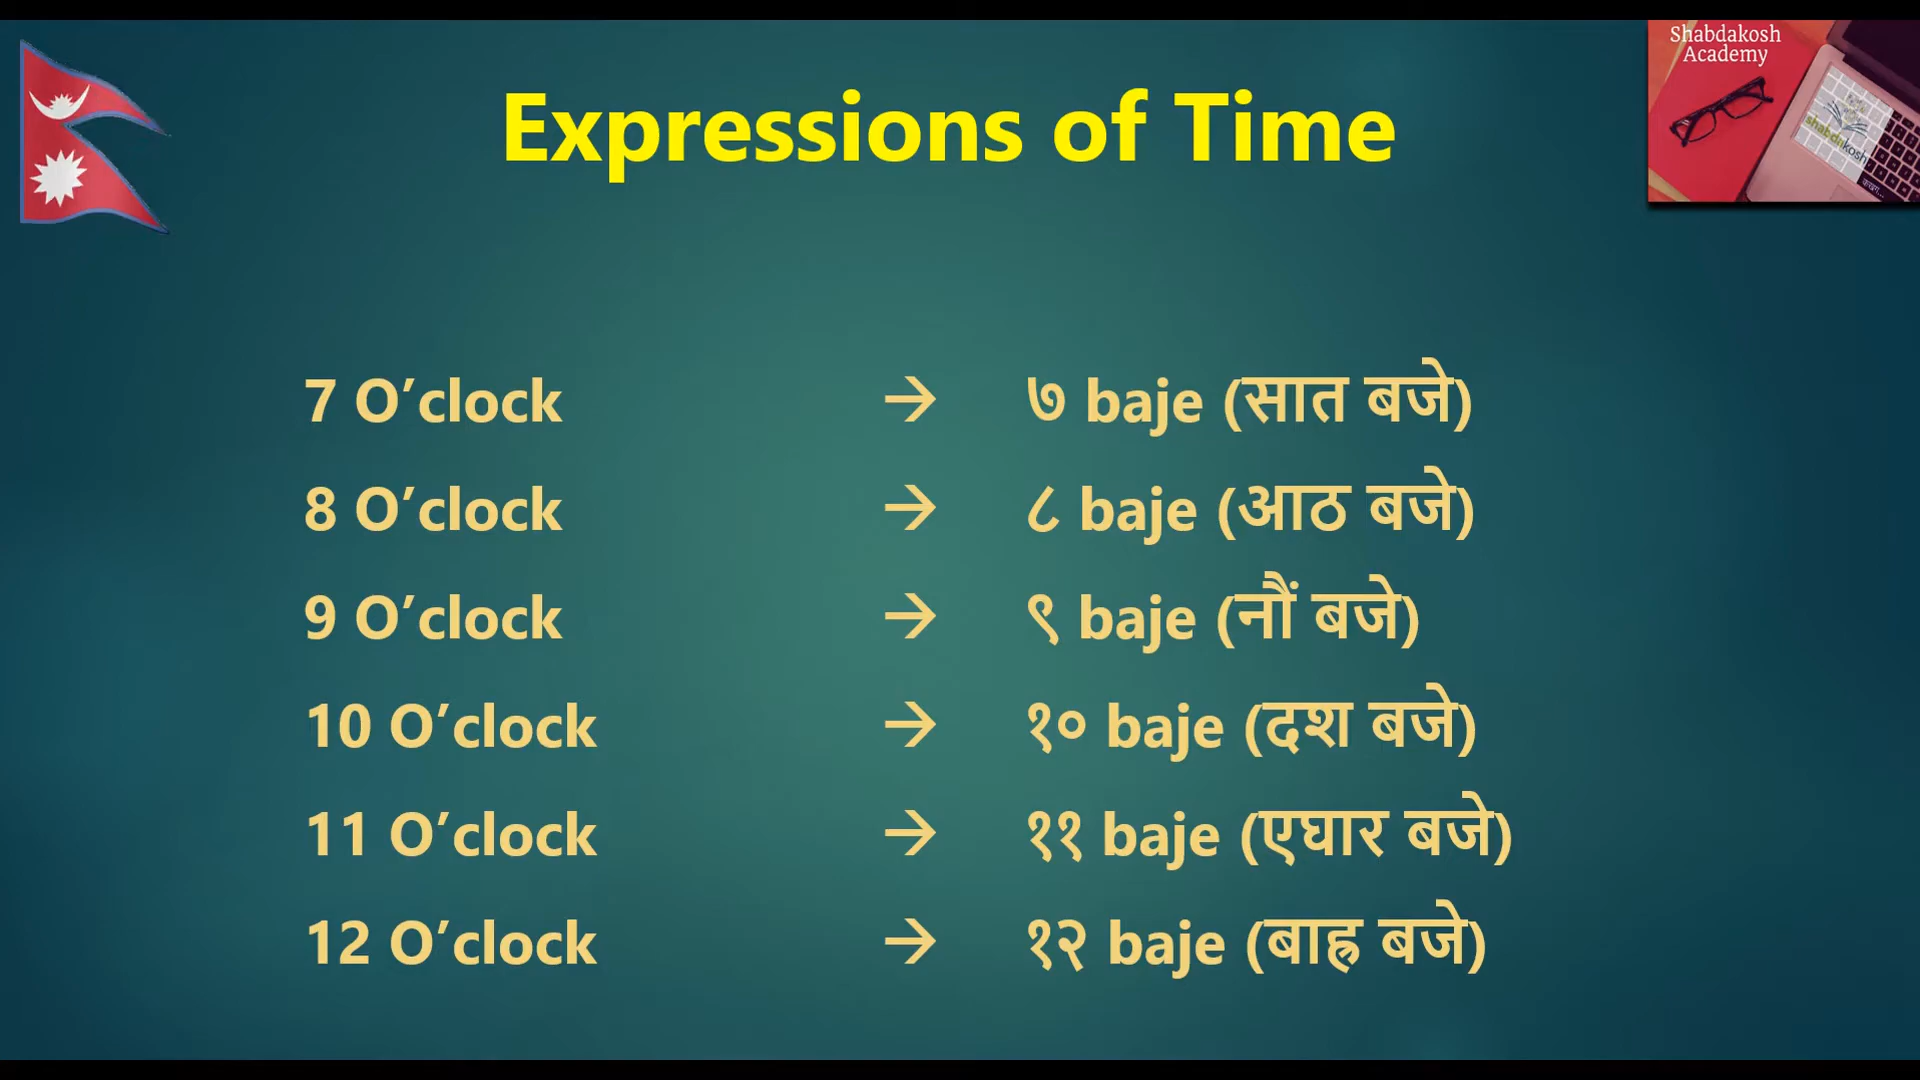 Shabdakosh
Academy
Expressions of Time
shabdnkosh
7 O’clock → ७ baje (सात बजे)
8 O’clock → ८ baje (आठ बजे)
9 O’clock → ९ baje (नौं बजे)
10 O’clock → १० baje (दश बजे)
11 O’clock → ११ baje (एघार बजे)
12 O’clock → १२ baje (बाह्र बजे)